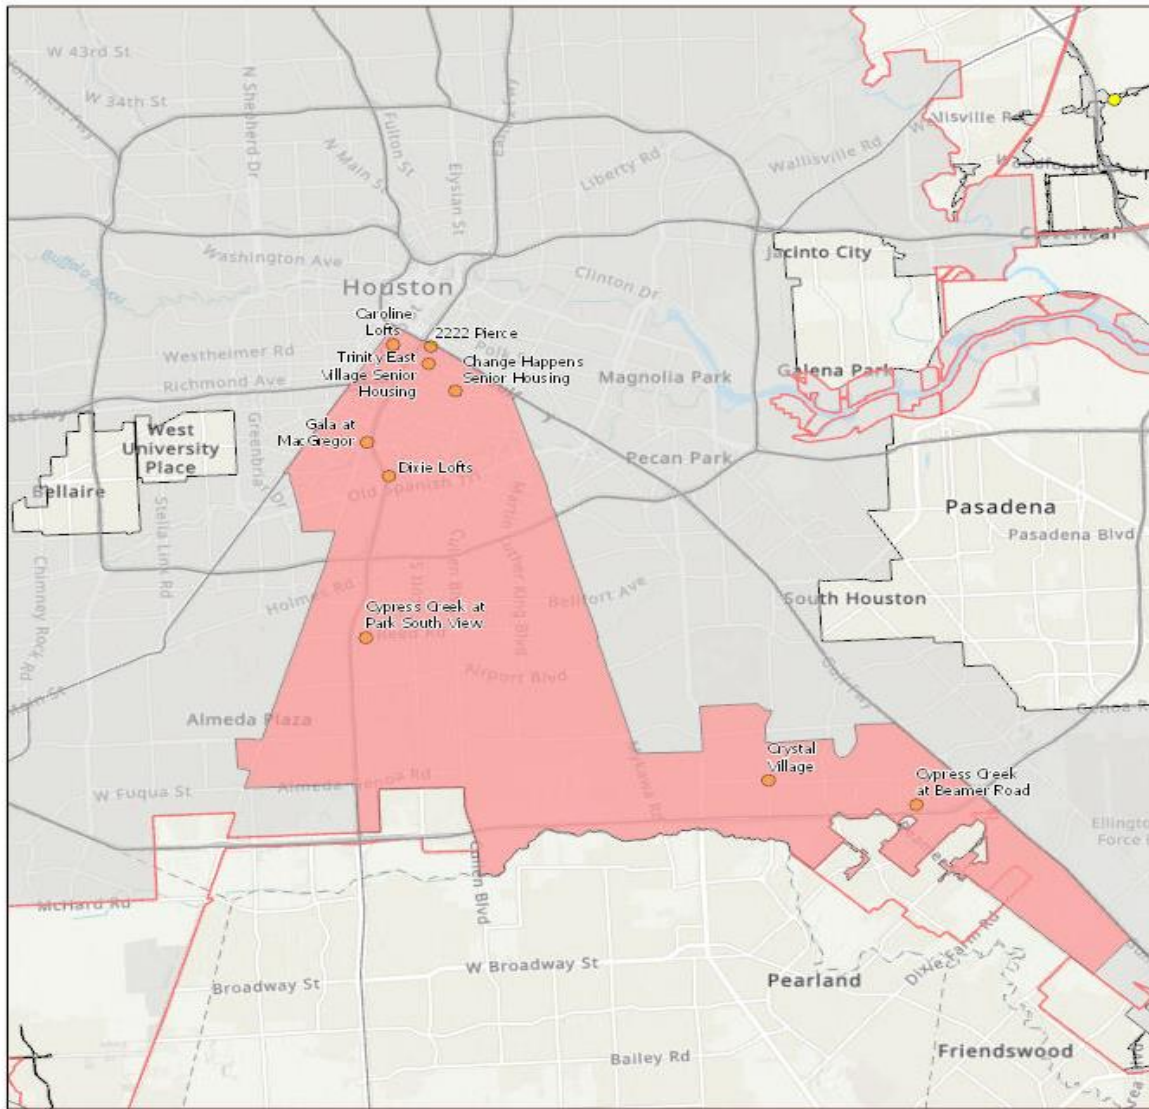 W 43rd St
W 34th St
N Shepherd Dr
Fulton St
N Main St
Elysian St
Liberty Rd
Wallisville Rd
Jacinto City
Washington Ave
Clinton Dr
Houston
Caroline
Lofts
2222 Pierce
Westheimer Rd
Trinity East
Village Senior
Housing
Change Happens
Senior Housing
Richmond Ave
Magnolia Park
Galena Park
West
University
Place
Gala at
MacGregor
Greenbriar Dr
Pecan Park
Bellaire
Dixie Lofts
Old Spanish Trl
Stella Link Rd
Pasadena
Pasadena Blvd
Chimney Rock Rd
Martin Luther King Blvd
Holmes Rd
Bellfort Ave
South Houston
Cypress Creek at
Park South View
Reed Rd
Airport Blvd
Gulf Fwy
Main St
Almeda Plaza
Crystal
Village
Mykawa Rd
W Fuqua St
Almeda Genoa Rd
Cypress Creek
at Beamer Road
Cullen Blvd
McHard Rd
W Broadway St
Broadway St
Pearland
Dixie Farm Rd
Bailey Rd
Friendswood